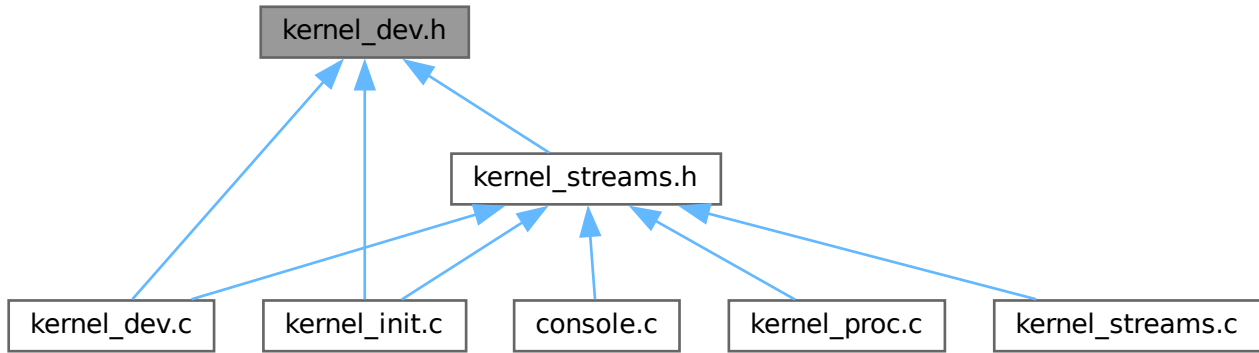 kernel_dev.h
kernel_streams.h
kernel_dev.c
kernel_init.c
console.c
kernel_proc.c
kernel_streams.c